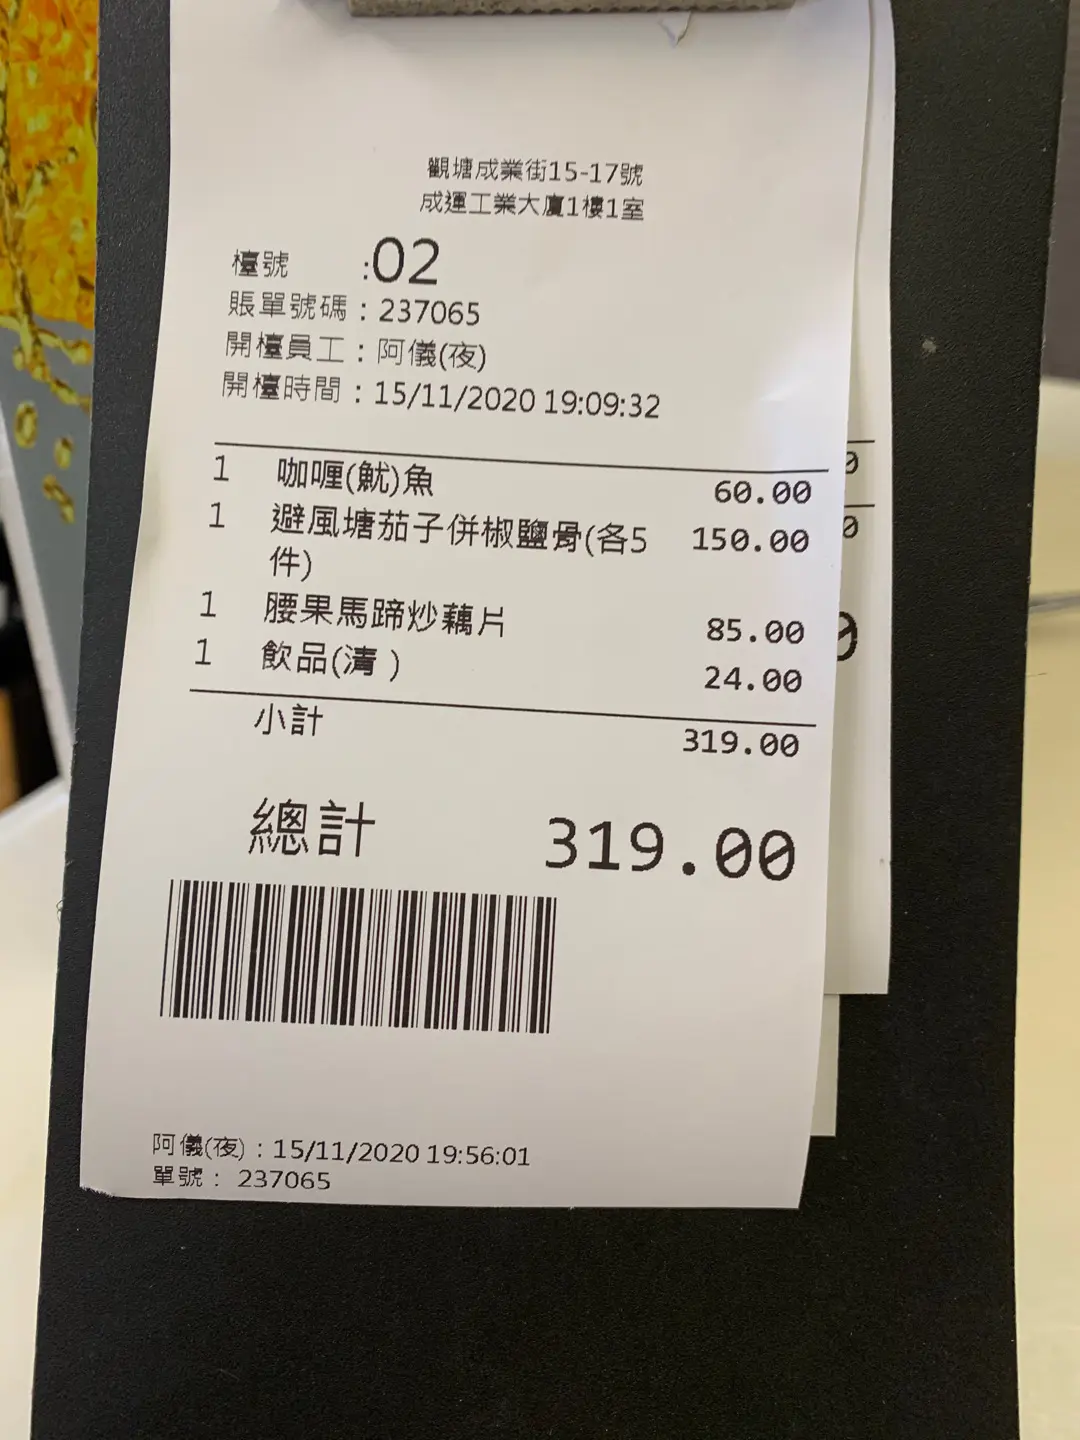 觀塘成業街15-17號
成運工業大廈1樓1室
檯號 :02
賬單號碼：237065
開檯員工：阿儀(夜)
開檯時間：15/11/2020 19:09:32
1 咖喱(魷)魚 60.00
1 避風塘茄子併椒鹽骨(各5 150.00
件)
1 腰果馬蹄炒藕片 85.00
1 飲品(清 ) 24.00
小計 319.00
總計 319.00
阿儀(夜)：15/11/2020 19:56:01
單號： 237065